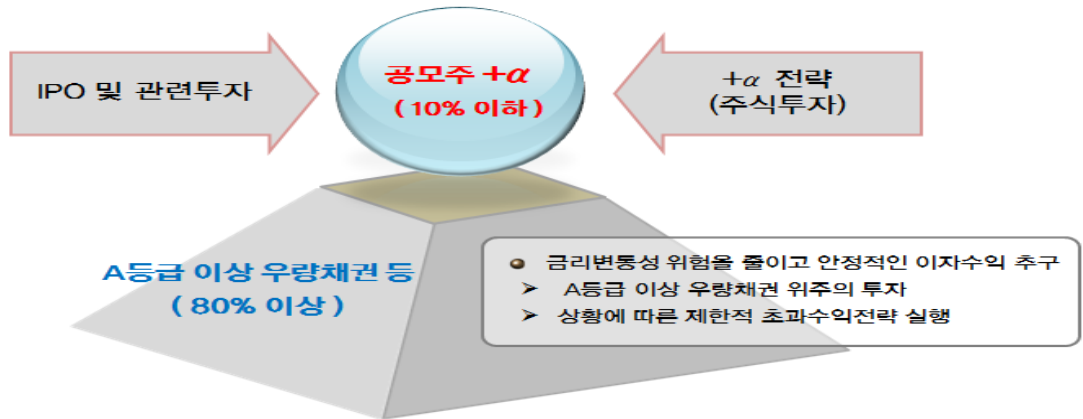 공모주 +α
(10% 이하)
IPO 및 관련투자
+α 전략
(주식투자)
A등급 이상 우량채권 등
( 80% 이상 )
금리변동성 위험을 줄이고 안정적인 이자수익 추구
➤ A등급 이상 우량채권 위주의 투자
➤ 상황에 따른 제한적 초과수익전략 실행